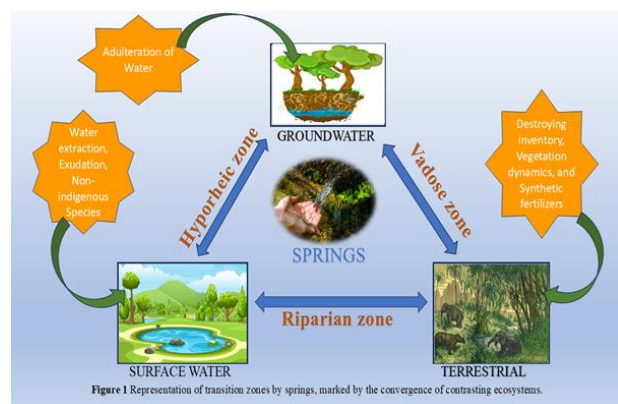 Adulteration of
Water
GROUNDWATER
Water
extraction,
Exudation,
Non-
indigenous
Species
Destroying
inventory,
Vegetation
dynamics, and
Synthetic
fertilizers
Hyporheic zone
Vadose zone
SPRINGS
Riparian zone
SURFACE WATER
TERRESTRIAL
Figure 1 Representation of transition zones by springs, marked by the convergence of contrasting ecosystems.